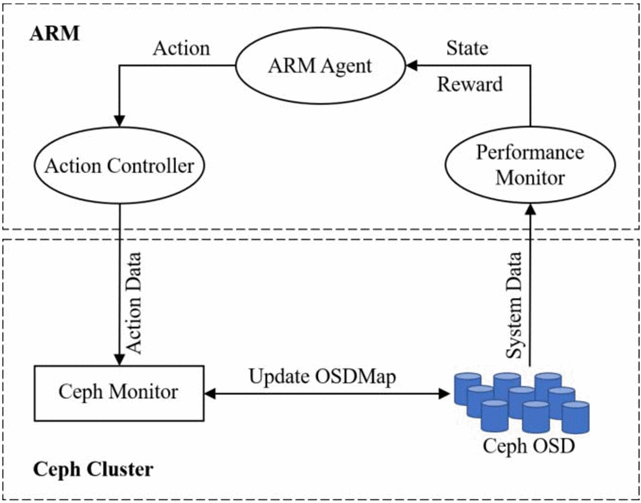 ARM
Action
ARM Agent
State
Reward
Action Controller
Performance
Monitor
Action Data
System Data
Ceph Monitor
Update OSDMap
Ceph OSD
Ceph Cluster